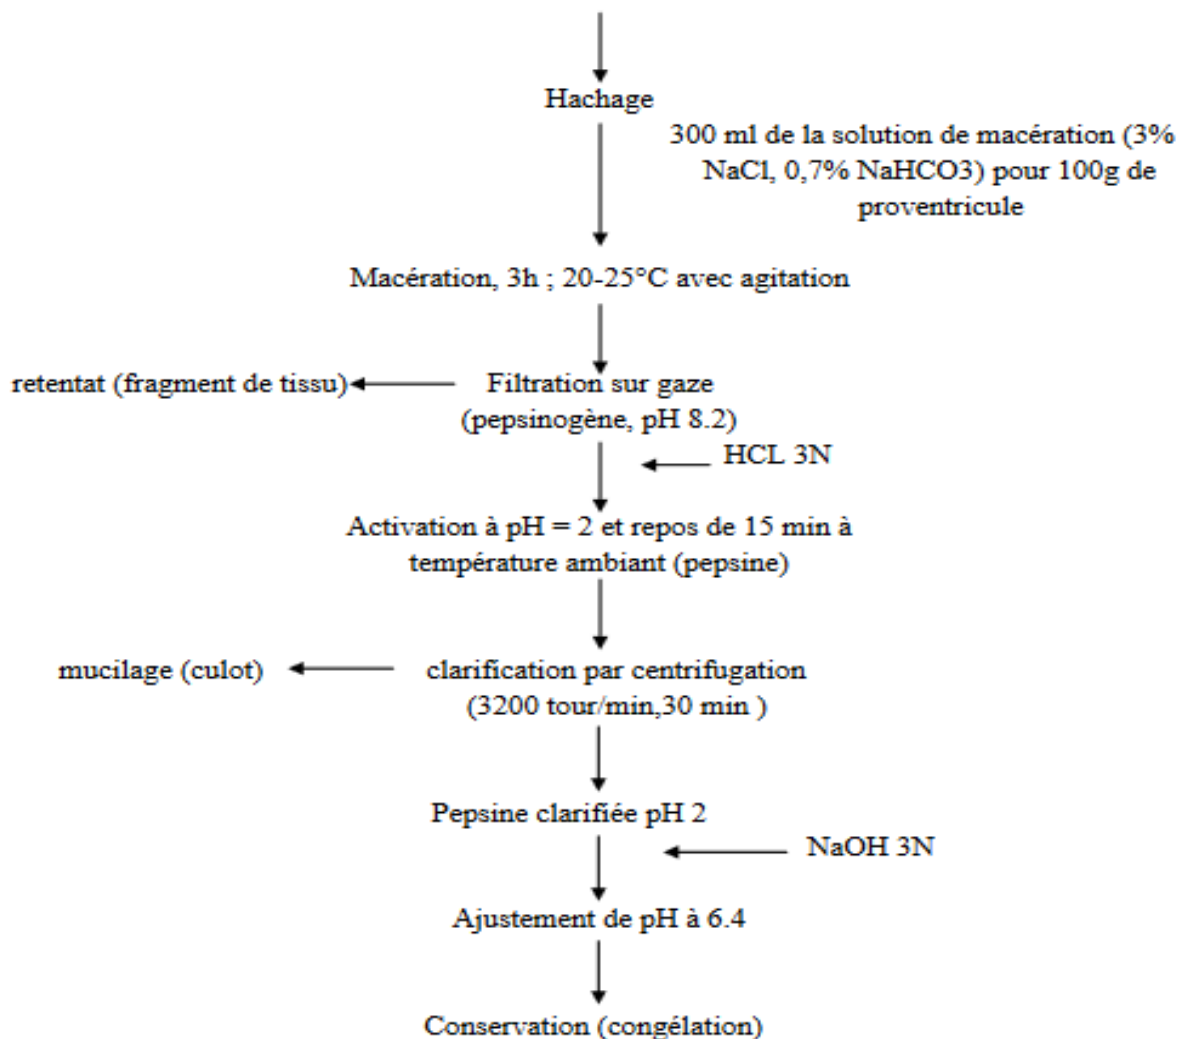 Hachage
300 ml de la solution de macération (3%
NaCl, 0,7% NaHCO3) pour 100g de
proventricule
Macération, 3h ; 20-25°C avec agitation
retentat (fragment de tissu)
Filtration sur gaze
(pepsinogène, pH 8.2)
HCL 3N
Activation à pH = 2 et repos de 15 min à
température ambiant (pepsine)
mucilage (culot)
clarification par centrifugation
(3200 tour/min,30 min )
Pepsine clarifiée pH 2
NaOH 3N
Ajustement de pH à 6.4
Conservation (congélation)